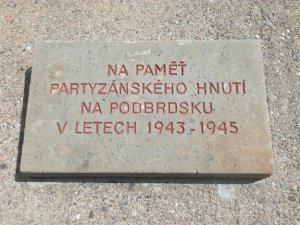 NA PAMĚŤ
PARTYZÁNSKÉHO HNUTÍ
NA PODBRDSKU
V LETECH 1943-1945